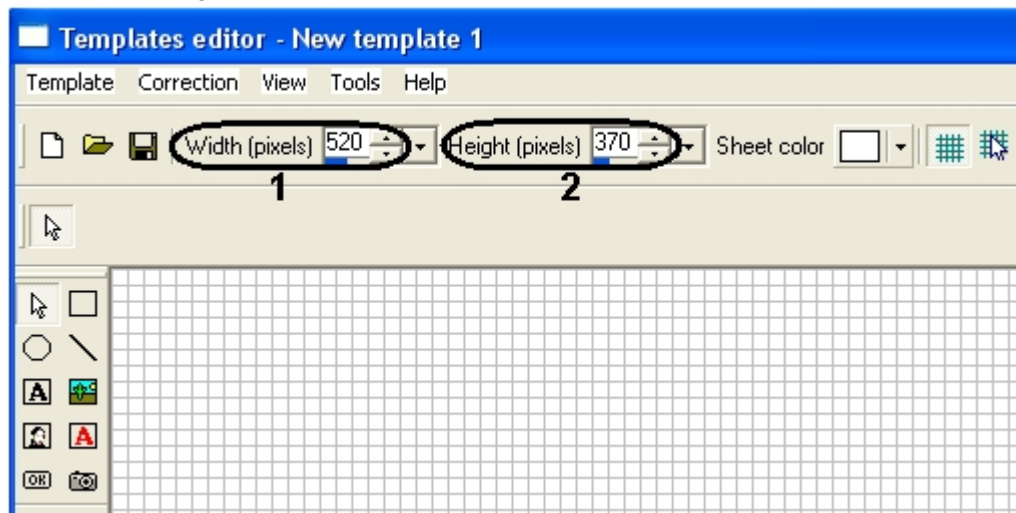 Templates editor - New template 1
Template Correction View Tools Help
Width (pixels) 520 Height (pixels) 370 Sheet color
1 2
A
A
OK